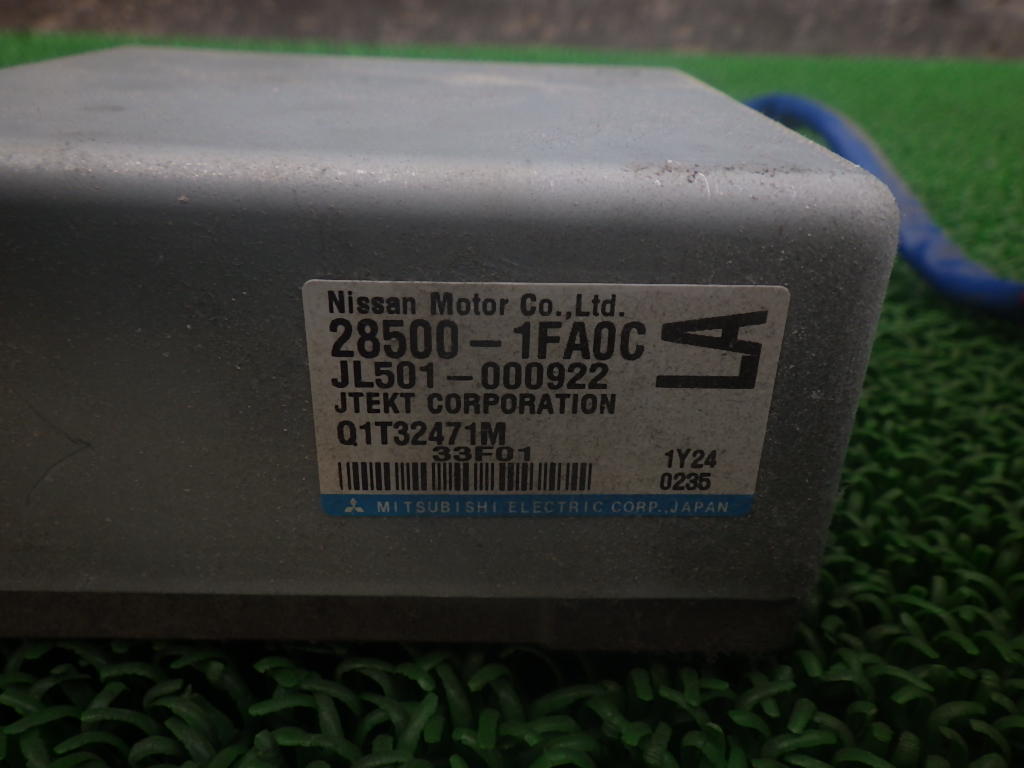 Nissan Motor Co.,Ltd.
28500-1FA0C
LA
JL501-000922
JTEKT CORPORATION
Q1T32471M
33F01
1Y24
0235
MITSUBISHI ELECTRIC CORP., JAPAN